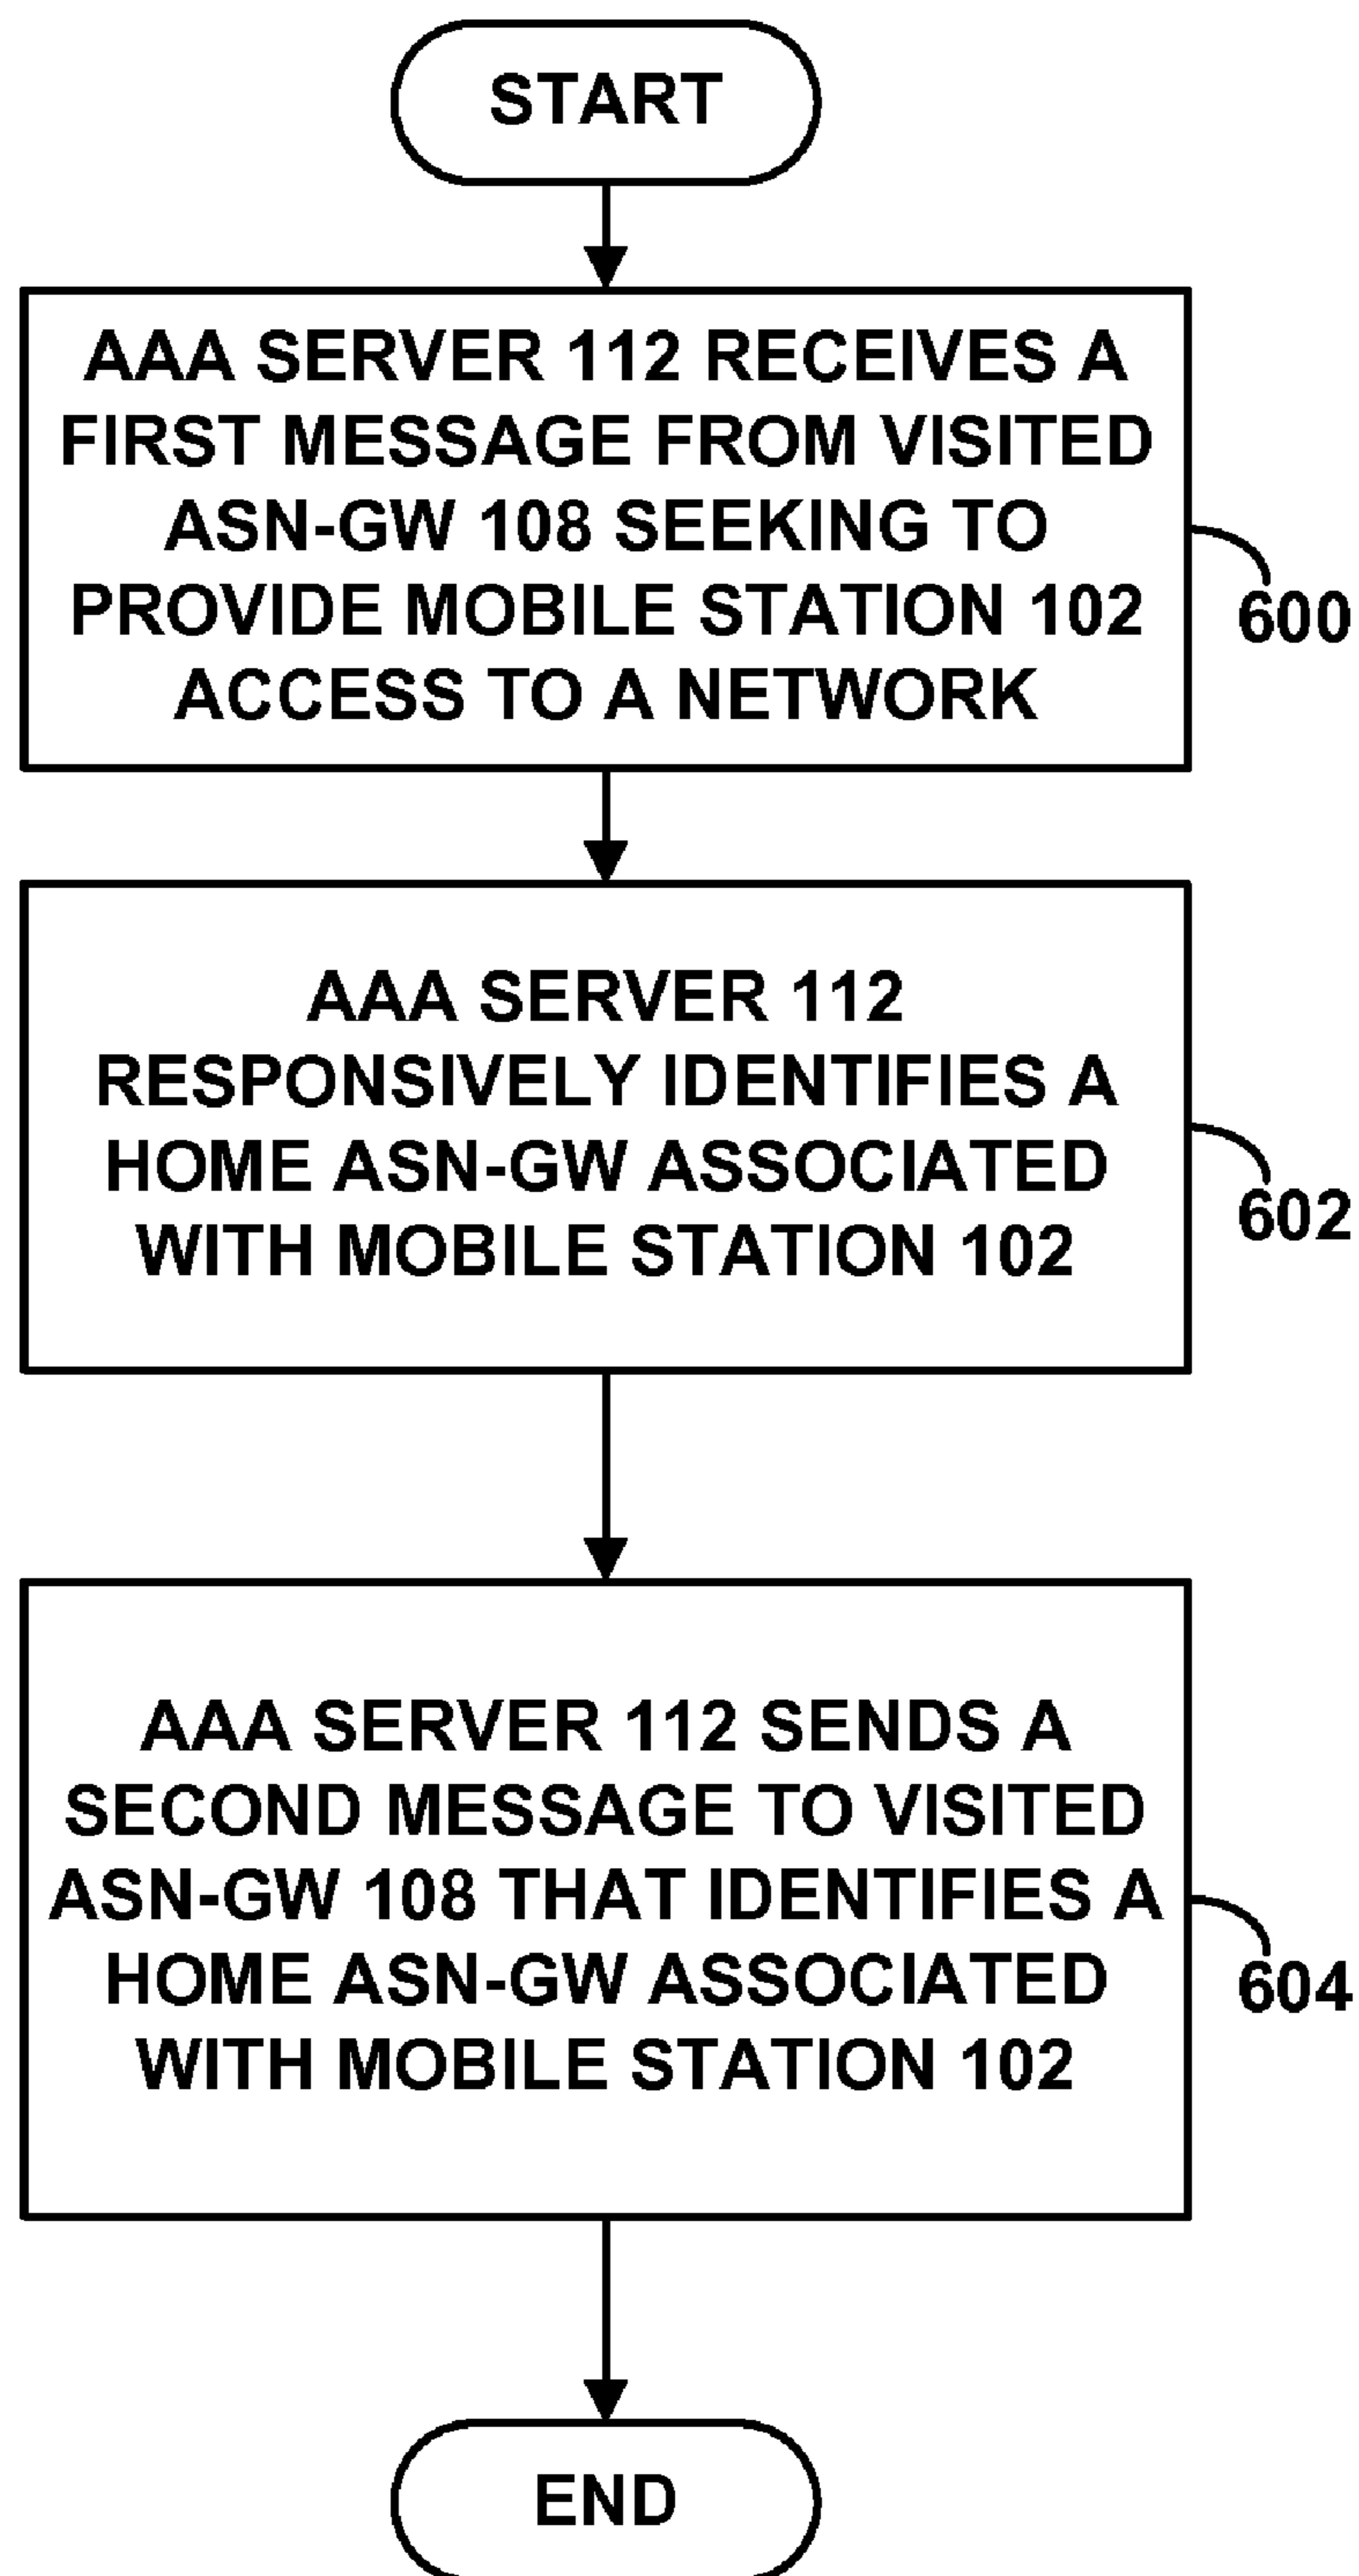 START
AAA SERVER 112 RECEIVES A
FIRST MESSAGE FROM VISITED
ASN-GW 108 SEEKING TO
PROVIDE MOBILE STATION 102
ACCESS TO A NETWORK
600
AAA SERVER 112
RESPONSIVELY IDENTIFIES A
HOME ASN-GW ASSOCIATED
WITH MOBILE STATION 102
602
AAA SERVER 112 SENDS A
SECOND MESSAGE TO VISITED
ASN-GW 108 THAT IDENTIFIES A
HOME ASN-GW ASSOCIATED
WITH MOBILE STATION 102
604
END